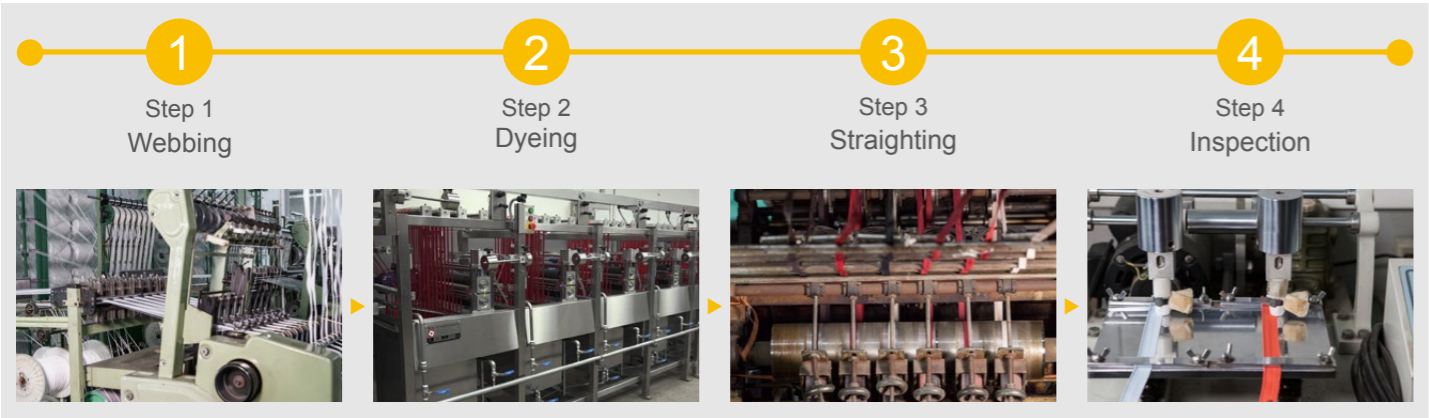 1
2
3
4
Step 1
Step 2
Step 3
Step 4
Webbing
Dyeing
Straighting
Inspection